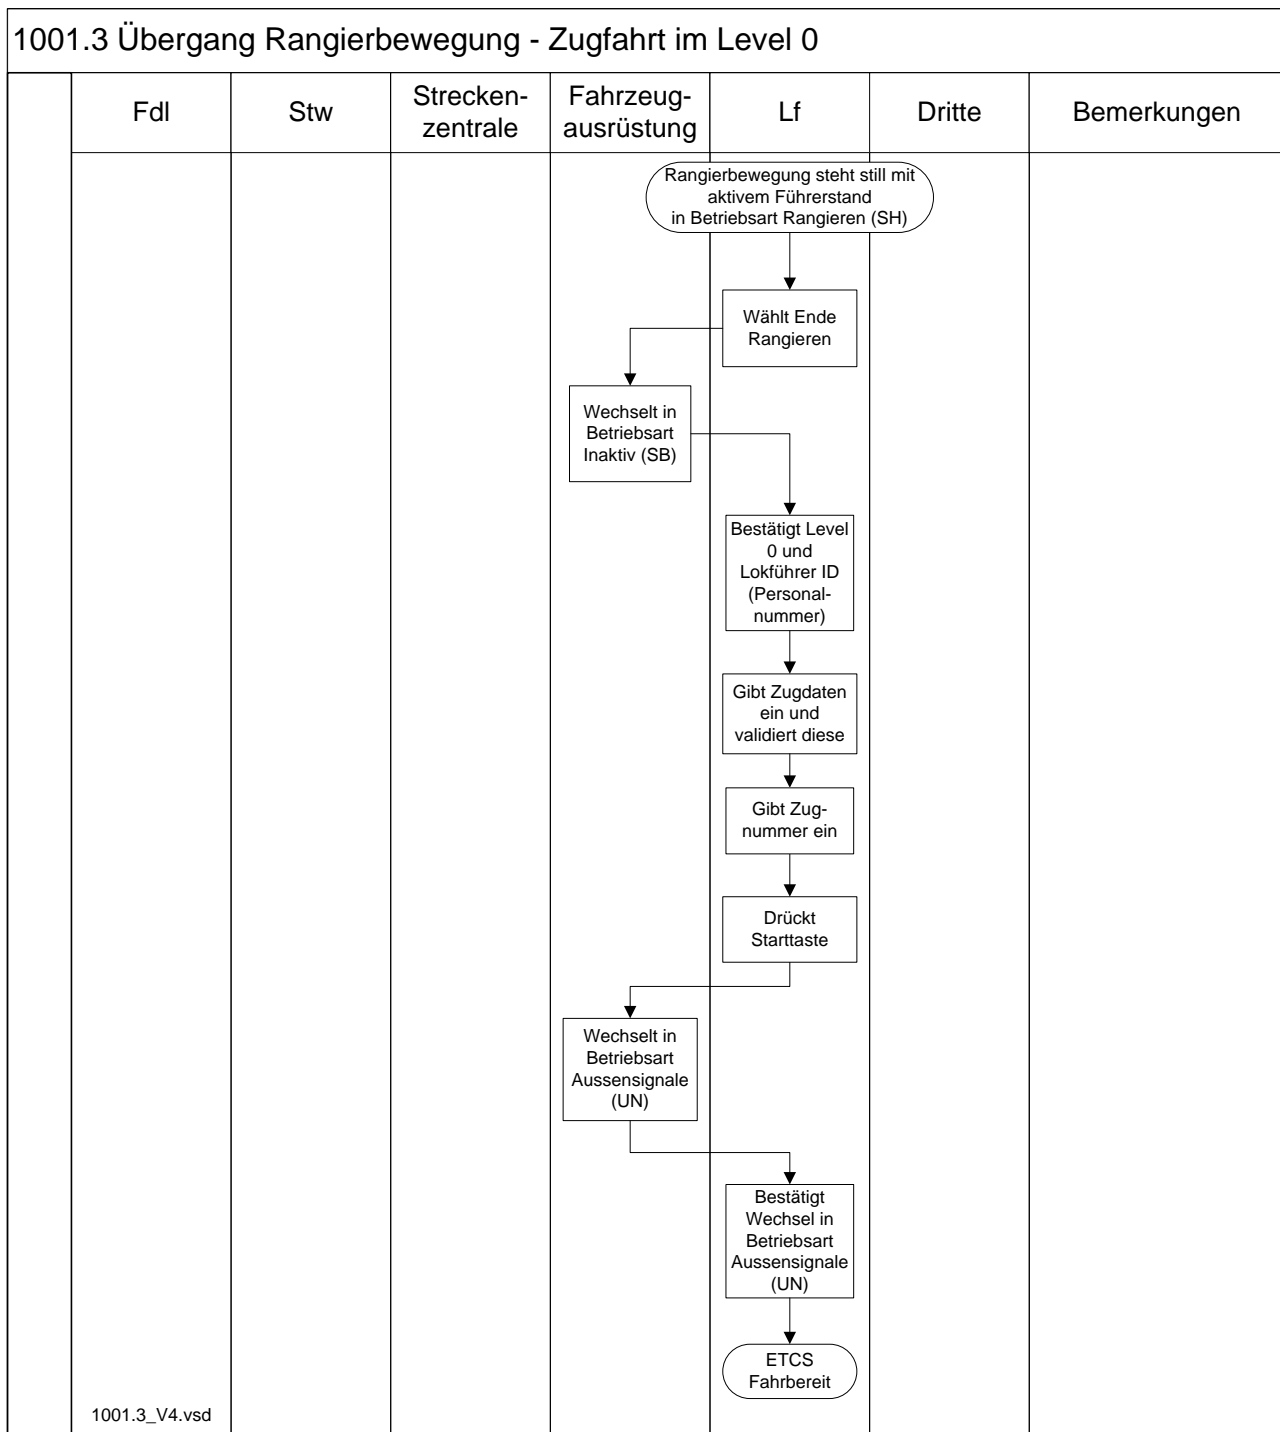 1001.3 Übergang Rangierbewegung - Zugfahrt im Level 0
Fdl
Stw
Strecken-
zentrale
Fahrzeug-
ausrüstung
Lf
Dritte
Bemerkungen
Rangierbewegung steht still mit
aktivem Führerstand
in Betriebsart Rangieren (SH)
Wählt Ende
Rangieren
Wechselt in
Betriebsart
Inaktiv (SB)
Bestätigt Level
0 und
Lokführer ID
(Personal-
nummer)
Gibt Zugdaten
ein und
validiert diese
Gibt Zug-
nummer ein
Drückt
Starttaste
Wechselt in
Betriebsart
Aussensignale
(UN)
Bestätigt
Wechsel in
Betriebsart
Aussensignale
(UN)
ETCS
Fahrbereit
1001.3_V4.vsd